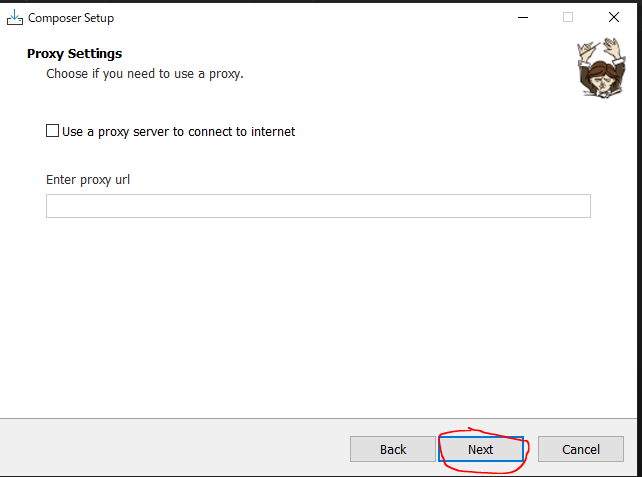 Composer Setup
Proxy Settings
Choose if you need to use a proxy.
Use a proxy server to connect to internet
Enter proxy url
Back Next Cancel